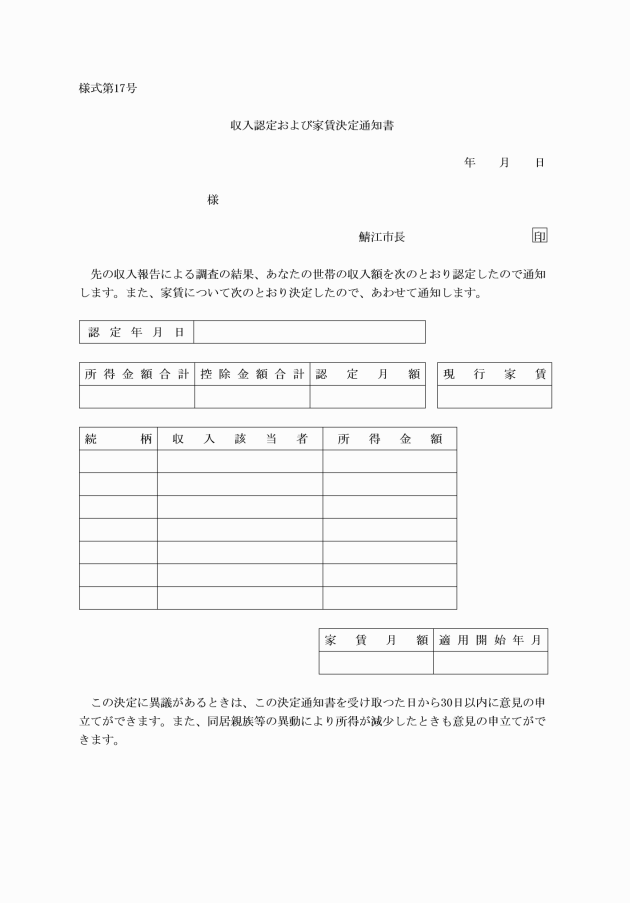 様式第17号
収入認定および家賃決定通知書
年　月　日
様
鯖江市長　印
先の収入報告による調査の結果、あなたの世帯の収入額を次のとおり認定したので通知
します。また、家賃について次のとおり決定したので、あわせて通知します。
認定年月日
所得金額合計　控除金額合計　認定月額　現行家賃
続柄　収入該当者　所得金額
家賃月額　適用開始年月
この決定に異議があるときは、この決定通知書を受け取つた日から30日以内に意見の申
立てができます。また、同居親族等の異動により所得が減少したときも意見の申立てがで
きます。